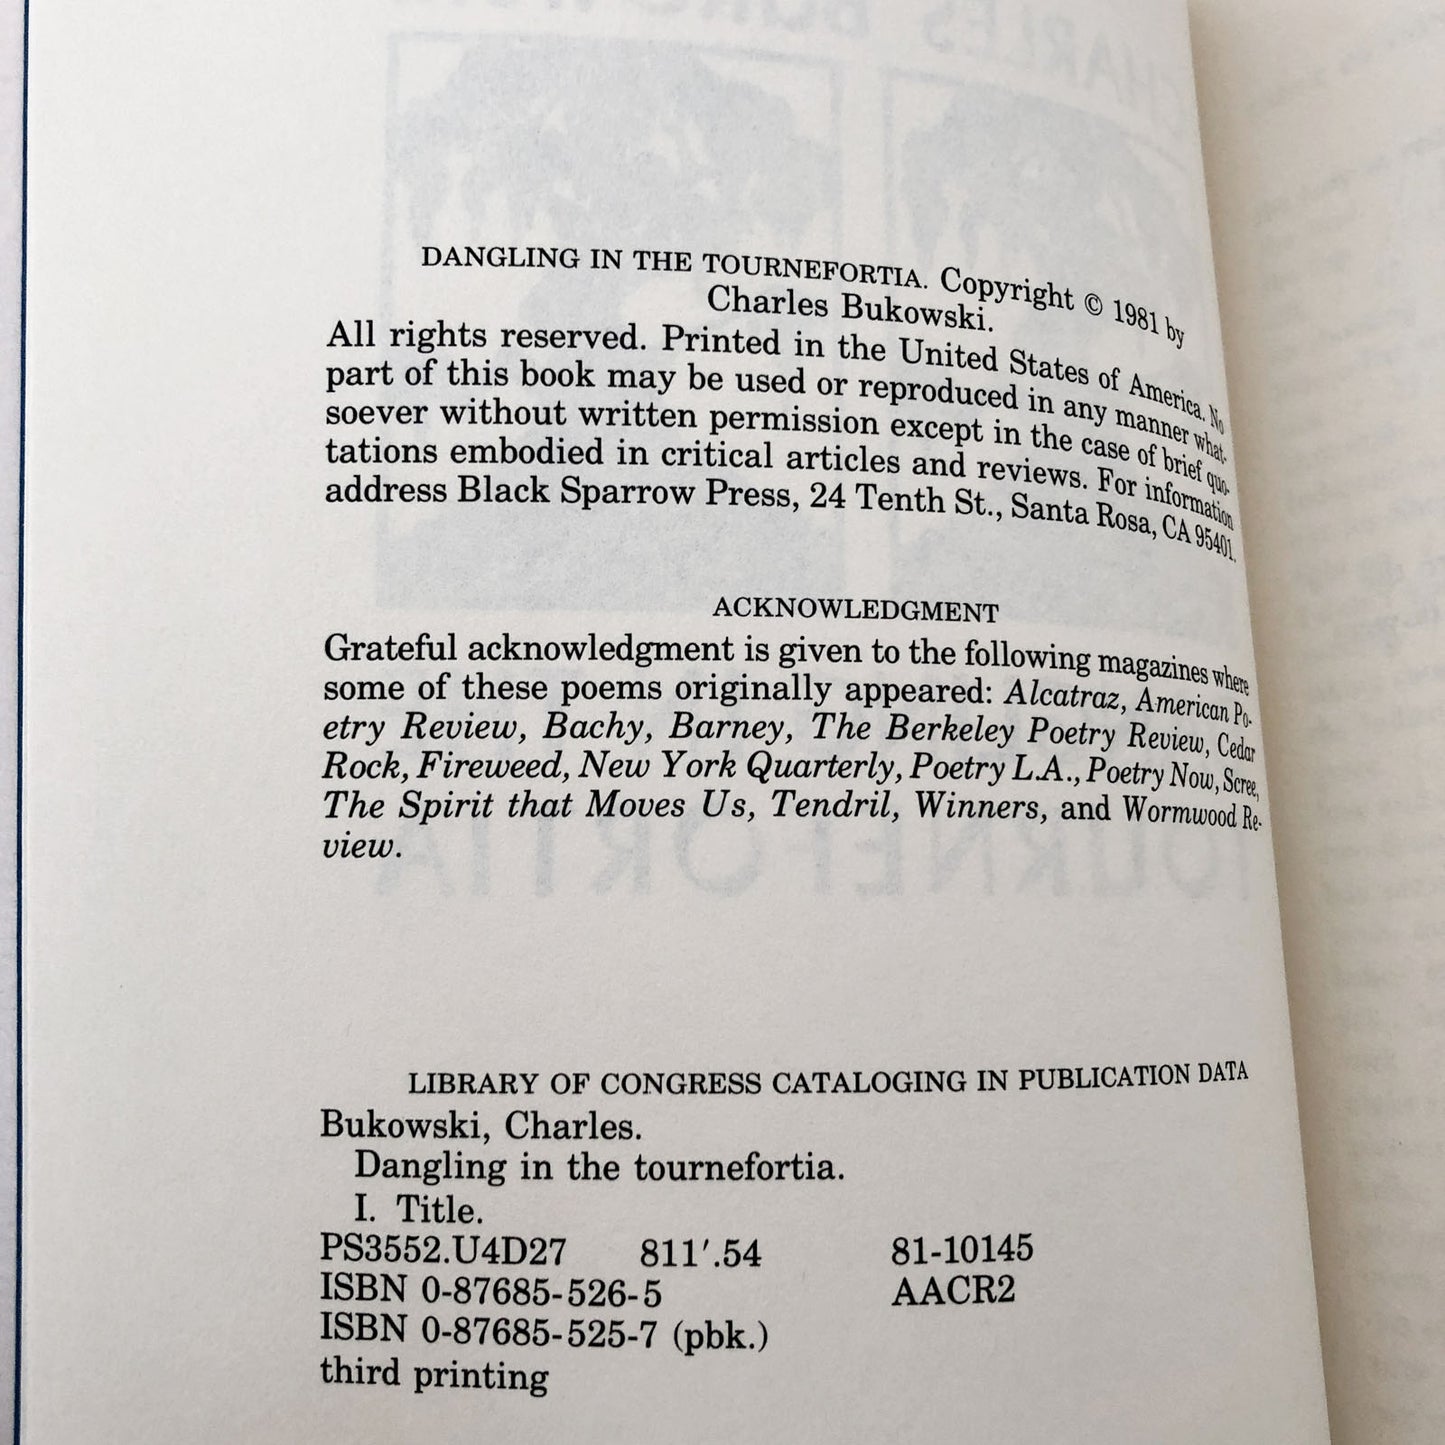 DANGLING IN THE TOURNEFORTIA. Copyright © 1981 by
Charles Bukowski.
All rights reserved. Printed in the United States of America. No
part of this book may be used or reproduced in any manner what-
soever without written permission except in the case of brief quo-
tations embodied in critical articles and reviews. For information
address Black Sparrow Press, 24 Tenth St., Santa Rosa, CA 95401.
ACKNOWLEDGMENT
Grateful acknowledgment is given to the following magazines where
some of these poems originally appeared: Alcatraz, American Po-
etry Review, Bachy, Barney, The Berkeley Poetry Review, Cedar
Rock, Fireweed, New York Quarterly, Poetry L.A., Poetry Now, Scree,
The Spirit that Moves Us, Tendril, Winners, and Wormwood Re-
view.
LIBRARY OF CONGRESS CATALOGING IN PUBLICATION DATA
Bukowski, Charles.
Dangling in the tournefortia.
I. Title.
PS3552.U4D27 811′.54 81-10145
ISBN 0-87685-526-5 AACR2
ISBN 0-87685-525-7 (pbk.)
third printing